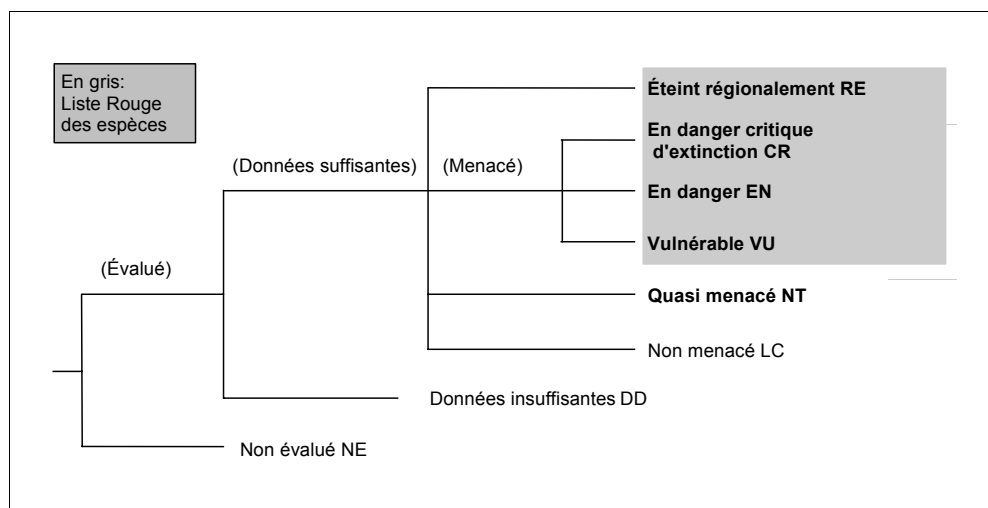 En gris:
Liste Rouge
des espèces
Éteint régionalement RE
En danger critique
d'extinction CR
(Données suffisantes)
(Menacé)
En danger EN
Vulnérable VU
(Évalué)
Quasi menacé NT
Non menacé LC
Données insuffisantes DD
Non évalué NE